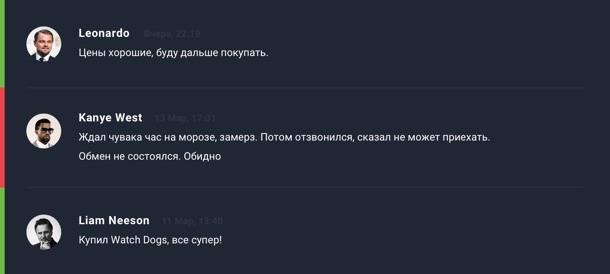 Leonardo Вчера, 22:19
Цены хорошие, буду дальше покупать.
Kanye West 13 Мар, 17:01
Ждал чувака час на морозе, замерз. Потом отзвонился, сказал не может приехать.
Обмен не состоялся. Обидно
Liam Neeson 11 Мар, 13:40
Купил Watch Dogs, все супер!